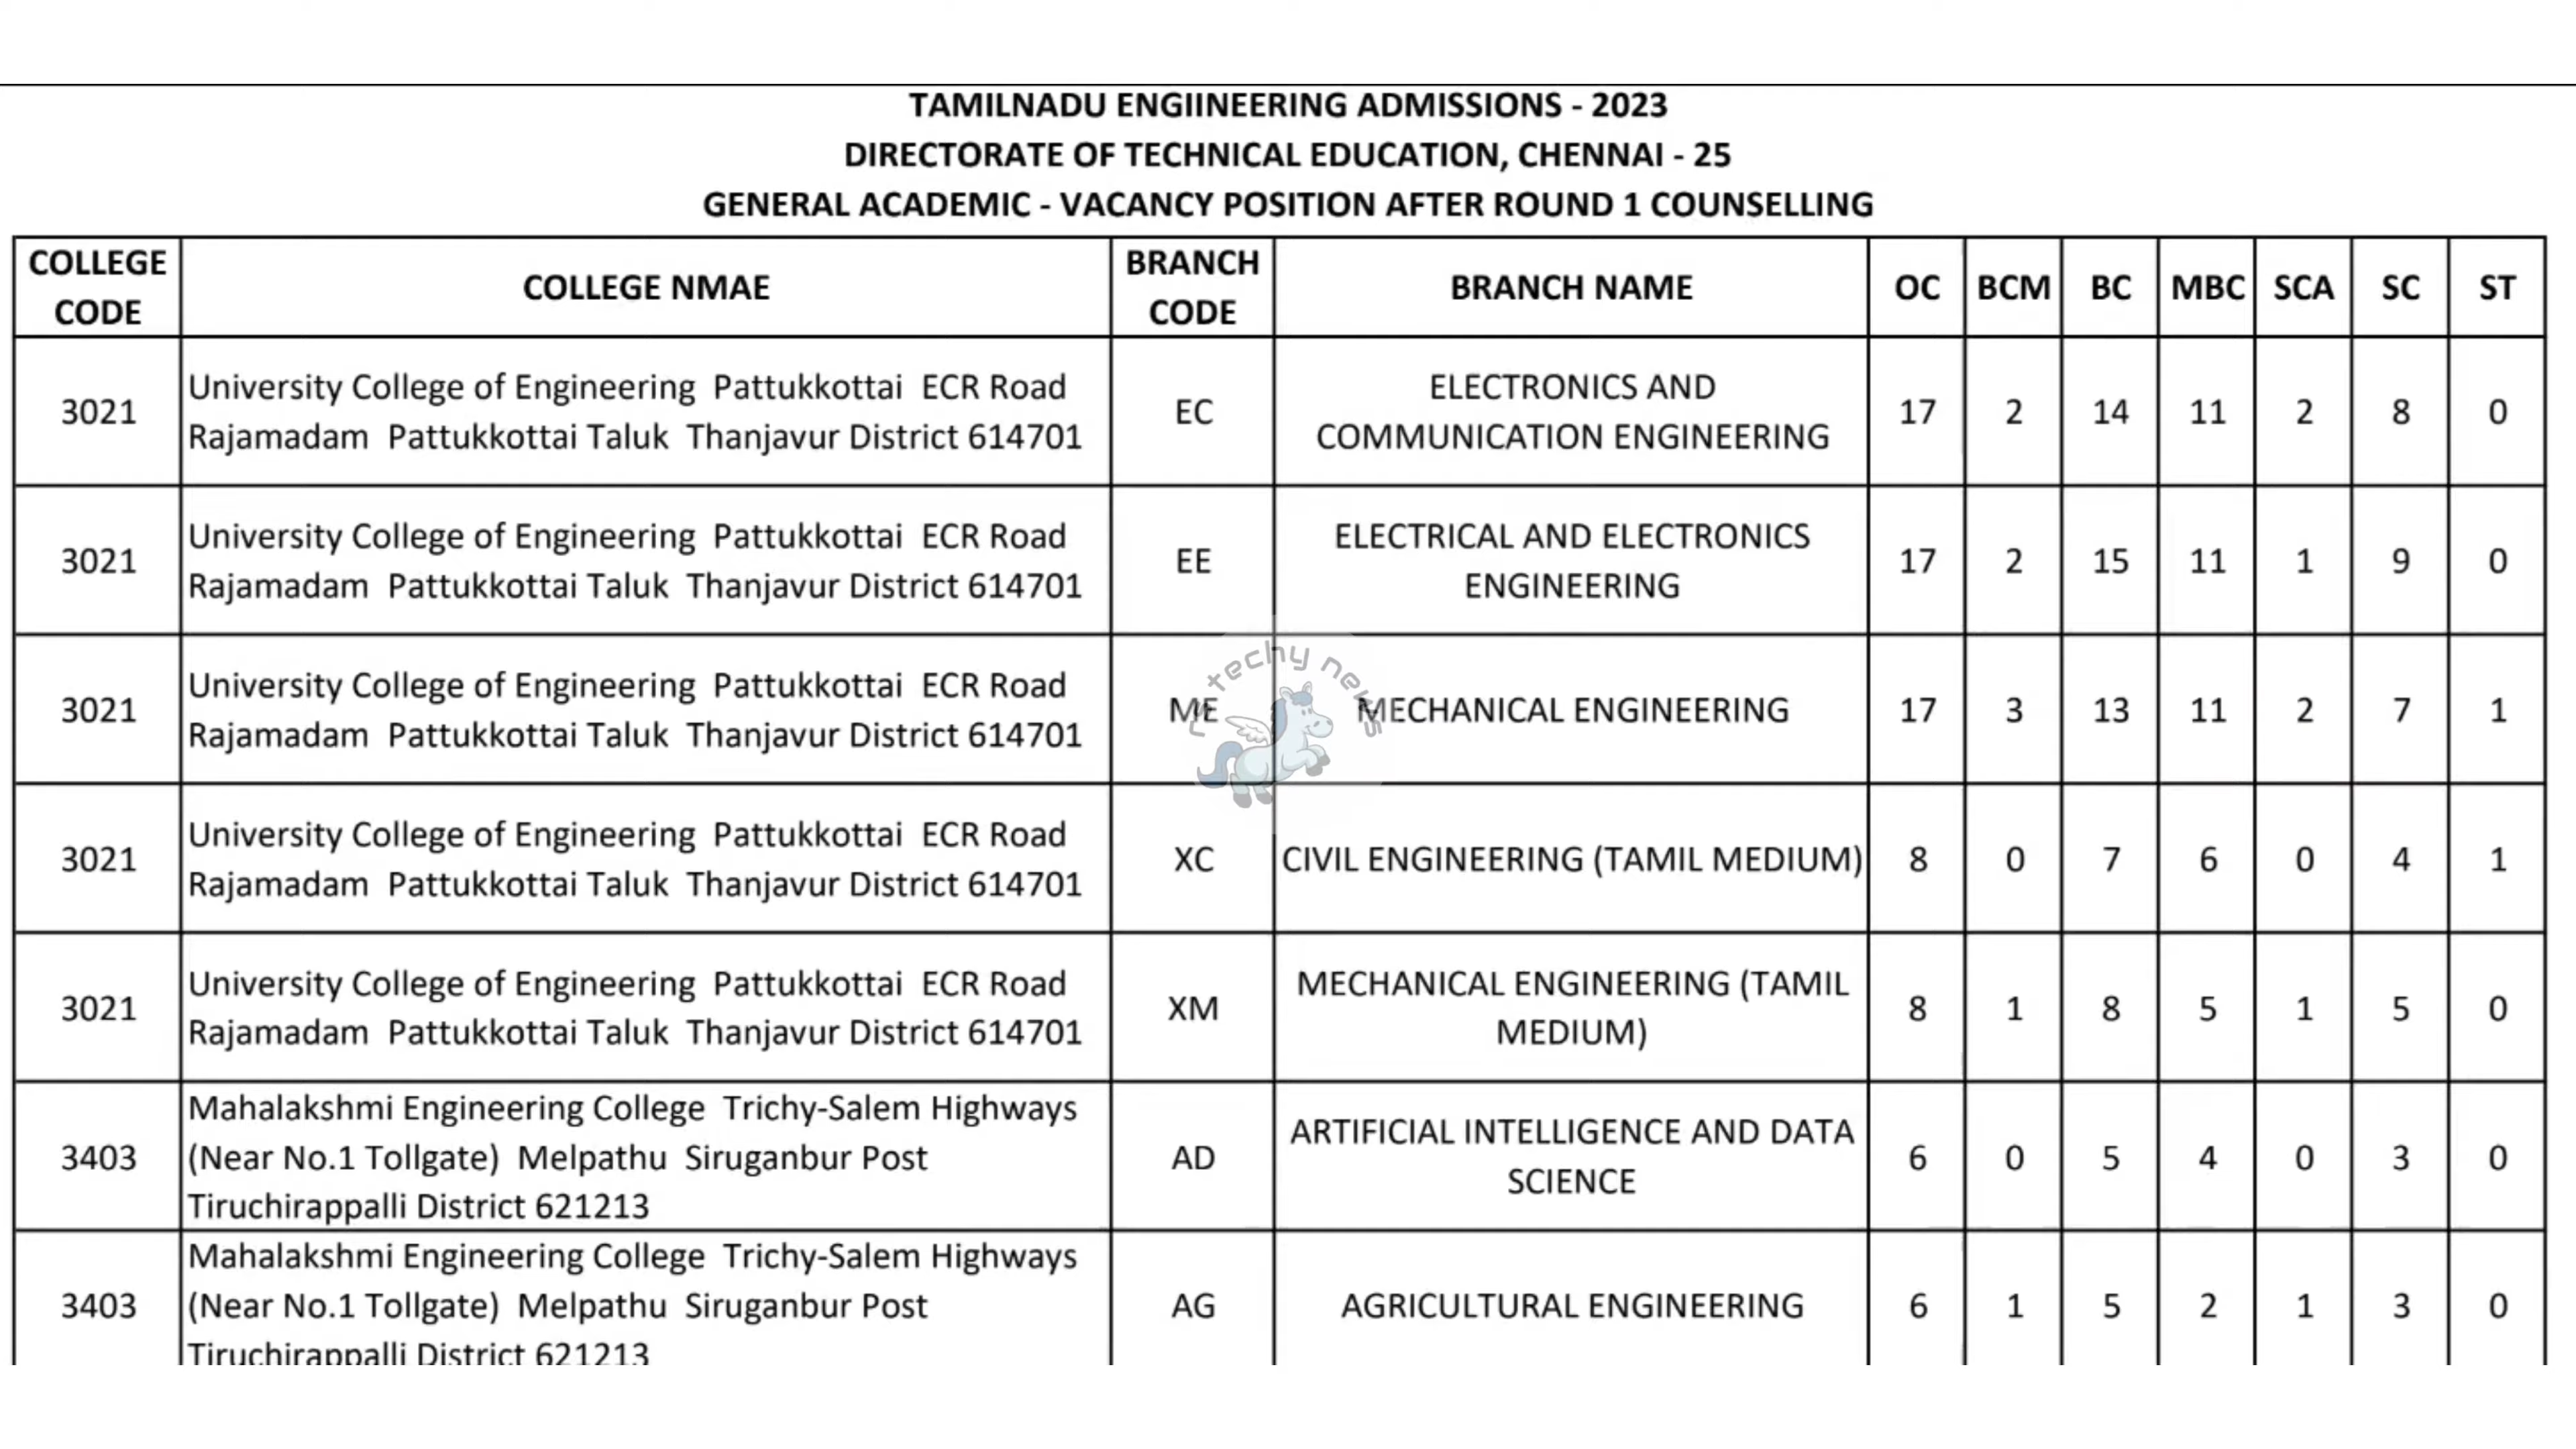 TAMILNADU ENGIINEERING ADMISSIONS - 2023
DIRECTORATE OF TECHNICAL EDUCATION, CHENNAI - 25
GENERAL ACADEMIC - VACANCY POSITION AFTER ROUND 1 COUNSELLING
COLLEGE CODE | COLLEGE NMAE | BRANCH CODE | BRANCH NAME | OC | BCM | BC | MBC | SCA | SC | ST
3021 | University College of Engineering Pattukkottai ECR Road Rajamadam Pattukkottai Taluk Thanjavur District 614701 | EC | ELECTRONICS AND COMMUNICATION ENGINEERING | 17 | 2 | 14 | 11 | 2 | 8 | 0
3021 | University College of Engineering Pattukkottai ECR Road Rajamadam Pattukkottai Taluk Thanjavur District 614701 | EE | ELECTRICAL AND ELECTRONICS ENGINEERING | 17 | 2 | 15 | 11 | 1 | 9 | 0
3021 | University College of Engineering Pattukkottai ECR Road Rajamadam Pattukkottai Taluk Thanjavur District 614701 | ME | MECHANICAL ENGINEERING | 17 | 3 | 13 | 11 | 2 | 7 | 1
techy news
3021 | University College of Engineering Pattukkottai ECR Road Rajamadam Pattukkottai Taluk Thanjavur District 614701 | XC | CIVIL ENGINEERING (TAMIL MEDIUM) | 8 | 0 | 7 | 6 | 0 | 4 | 1
3021 | University College of Engineering Pattukkottai ECR Road Rajamadam Pattukkottai Taluk Thanjavur District 614701 | XM | MECHANICAL ENGINEERING (TAMIL MEDIUM) | 8 | 1 | 8 | 5 | 1 | 5 | 0
3403 | Mahalakshmi Engineering College Trichy-Salem Highways (Near No.1 Tollgate) Melpathu Siruganbur Post Tiruchirappalli District 621213 | AD | ARTIFICIAL INTELLIGENCE AND DATA SCIENCE | 6 | 0 | 5 | 4 | 0 | 3 | 0
3403 | Mahalakshmi Engineering College Trichy-Salem Highways (Near No.1 Tollgate) Melpathu Siruganbur Post Tiruchirappalli District 621213 | AG | AGRICULTURAL ENGINEERING | 6 | 1 | 5 | 2 | 1 | 3 | 0